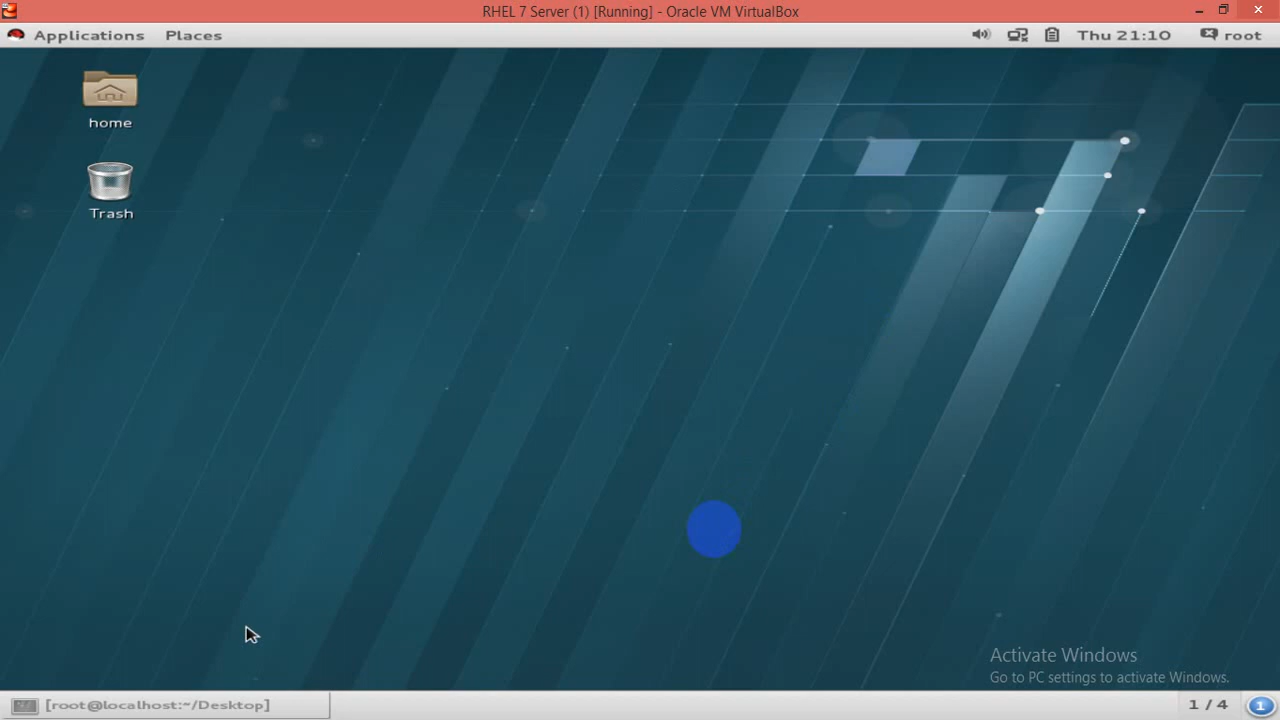 RHEL 7 Server (1) [Running] - Oracle VM VirtualBox
Applications Places Thu 21:10 root
home
Trash
Activate Windows
Go to PC settings to activate Windows.
[root@localhost:~/Desktop] 1 / 4 1